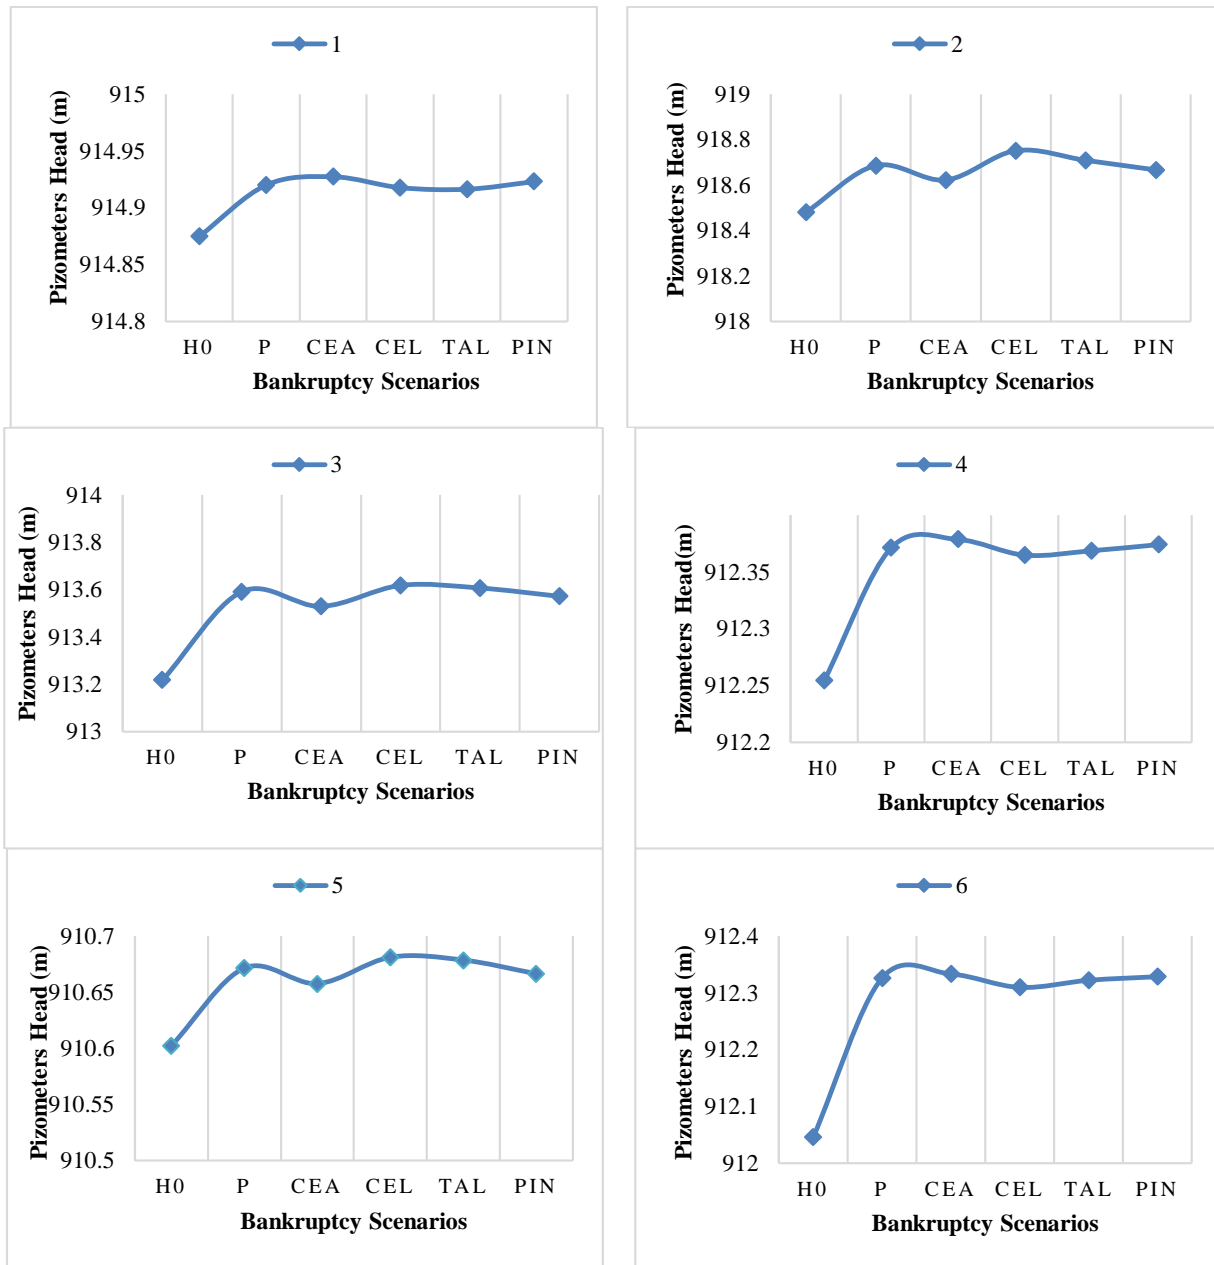 1
Pizometers Head (m)
915
914.95
914.9
914.85
914.8
H0 P CEA CEL TAL PIN
Bankruptcy Scenarios
2
Pizometers Head (m)
919
918.8
918.6
918.4
918.2
918
H0 P CEA CEL TAL PIN
Bankruptcy Scenarios
3
Pizometers Head (m)
914
913.8
913.6
913.4
913.2
913
H0 P CEA CEL TAL PIN
Bankruptcy Scenarios
4
Pizometers Head(m)
912.35
912.3
912.25
912.2
H0 P CEA CEL TAL PIN
Bankruptcy Scenarios
5
Pizometers Head (m)
910.7
910.65
910.6
910.55
910.5
H0 P CEA CEL TAL PIN
Bankruptcy Scenarios
6
Pizometers Head (m)
912.4
912.3
912.2
912.1
912
H0 P CEA CEL TAL PIN
Bankruptcy Scenarios